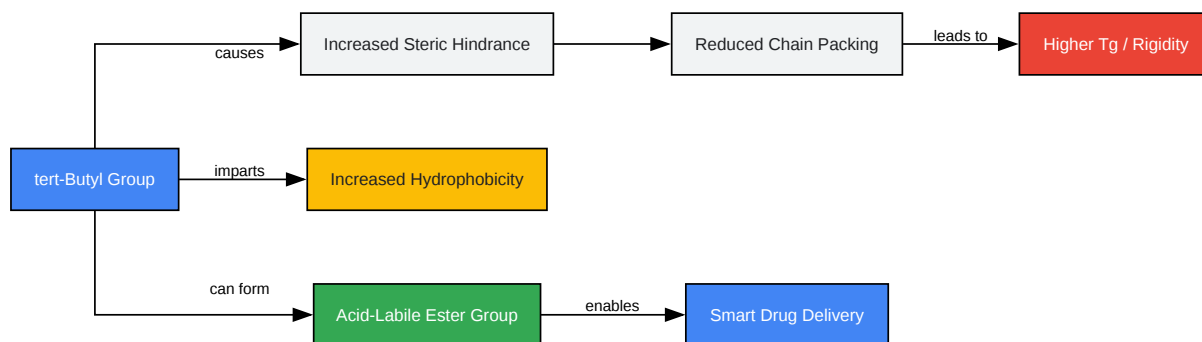 Increased Steric Hindrance
Reduced Chain Packing
leads to
Higher Tg / Rigidity
causes
tert-Butyl Group
imparts
Increased Hydrophobicity
can form
Acid-Labile Ester Group
enables
Smart Drug Delivery